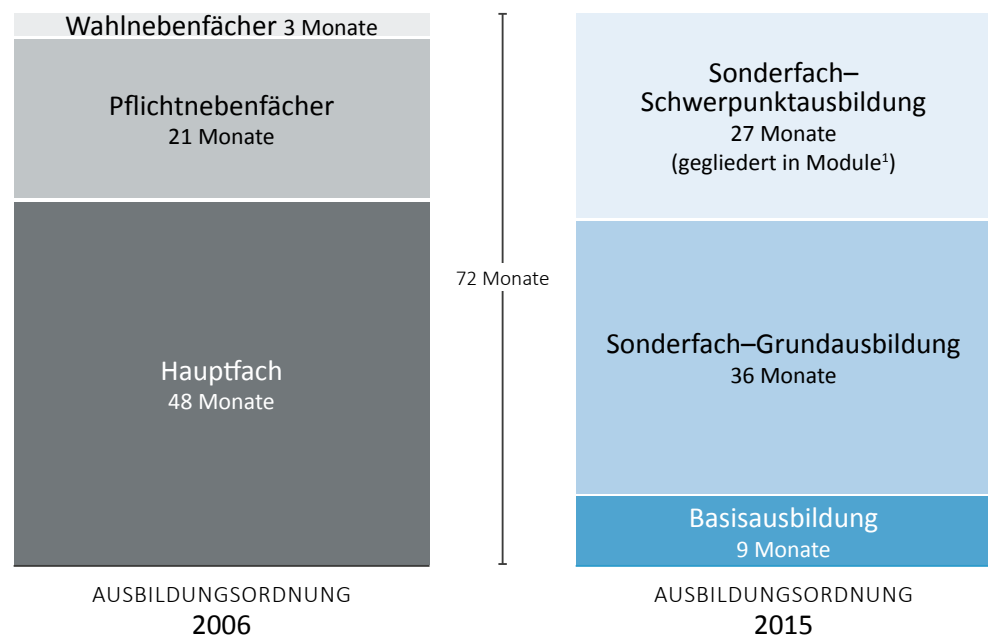 Wahlnebenfächer 3 Monate
Pflichtnebenfächer
21 Monate
Hauptfach
48 Monate
AUSBILDUNGSORDNUNG
2006
72 Monate
Sonderfach–
Schwerpunktausbildung
27 Monate
(gegliedert in Module¹)
Sonderfach–Grundausbildung
36 Monate
Basisausbildung
9 Monate
AUSBILDUNGSORDNUNG
2015